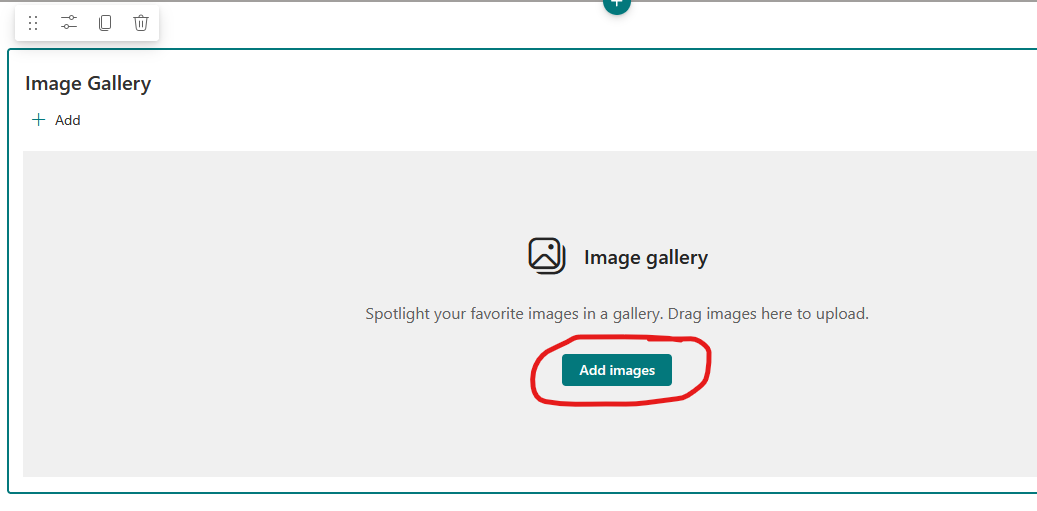 Image Gallery
Add
Image gallery
Spotlight your favorite images in a gallery. Drag images here to upload.
Add images